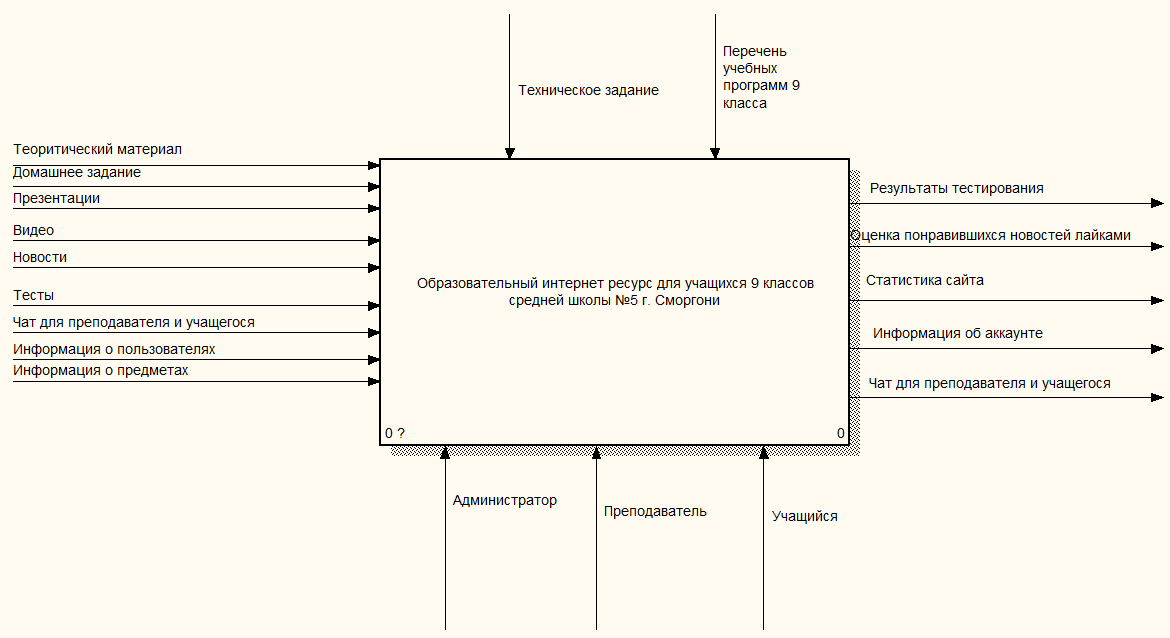 Перечень
учебных
программ 9
класса
Техническое задание
Теоритический материал
Домашнее задание
Презентации
Видео
Новости
Тесты
Чат для преподавателя и учащегося
Информация о пользователях
Информация о предметах
Образовательный интернет ресурс для учащихся 9 классов
средней школы №5 г. Сморгони
0 ?
0
Результаты тестирования
Оценка понравившихся новостей лайками
Статистика сайта
Информация об аккаунте
Чат для преподавателя и учащегося
Администратор
Преподаватель
Учащийся